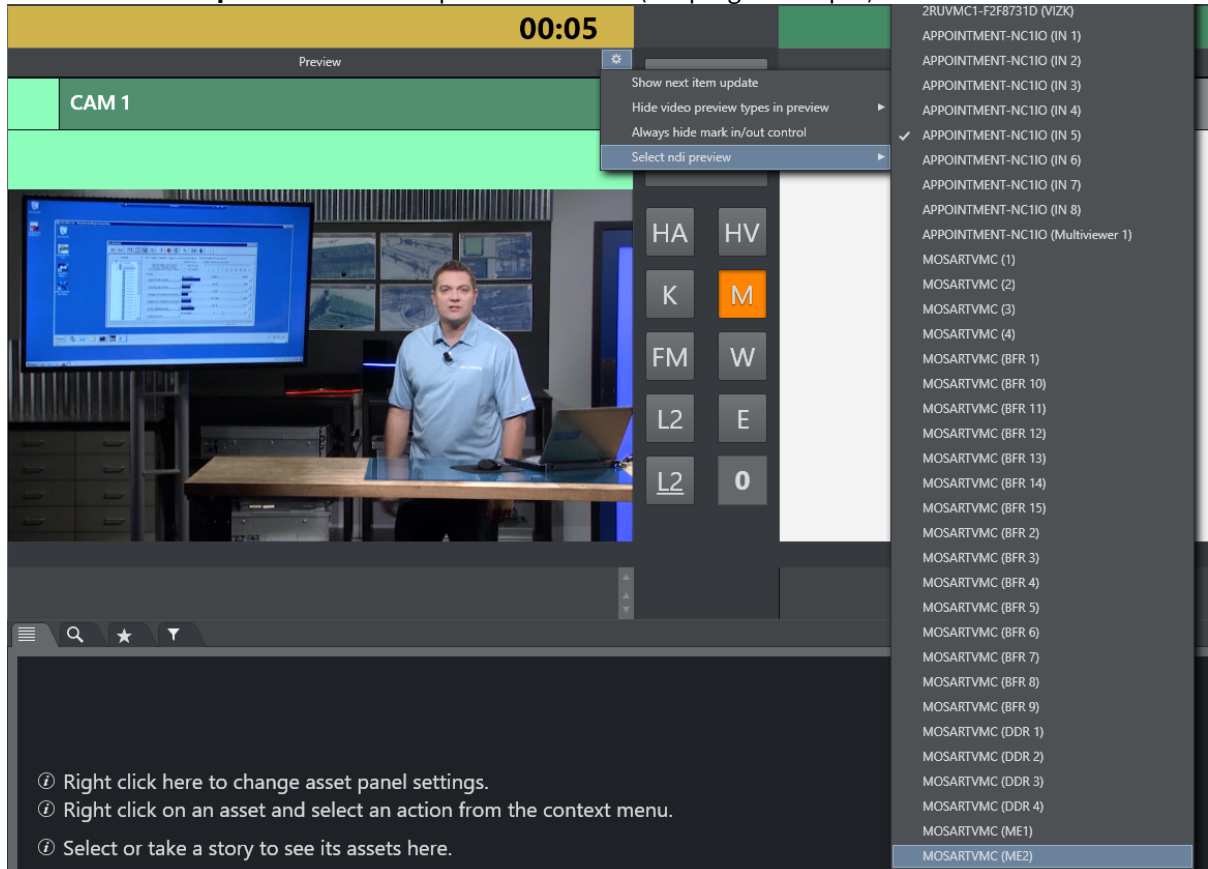 00:05
Preview
CAM 1
Show next item update
Hide video preview types in preview
Always hide mark in/out control
Select ndi preview
HA HV
K M
FM W
L2 E
L2 0
2RUVMC1-F2F8731D (VIZK)
APPOINTMENT-NC1IO (IN 1)
APPOINTMENT-NC1IO (IN 2)
APPOINTMENT-NC1IO (IN 3)
APPOINTMENT-NC1IO (IN 4)
APPOINTMENT-NC1IO (IN 5)
APPOINTMENT-NC1IO (IN 6)
APPOINTMENT-NC1IO (IN 7)
APPOINTMENT-NC1IO (IN 8)
APPOINTMENT-NC1IO (Multiviewer 1)
MOSARTVMC (1)
MOSARTVMC (2)
MOSARTVMC (3)
MOSARTVMC (4)
MOSARTVMC (BFR 1)
MOSARTVMC (BFR 10)
MOSARTVMC (BFR 11)
MOSARTVMC (BFR 12)
MOSARTVMC (BFR 13)
MOSARTVMC (BFR 14)
MOSARTVMC (BFR 15)
MOSARTVMC (BFR 2)
MOSARTVMC (BFR 3)
MOSARTVMC (BFR 4)
MOSARTVMC (BFR 5)
MOSARTVMC (BFR 6)
MOSARTVMC (BFR 7)
MOSARTVMC (BFR 8)
MOSARTVMC (BFR 9)
MOSARTVMC (DDR 1)
MOSARTVMC (DDR 2)
MOSARTVMC (DDR 3)
MOSARTVMC (DDR 4)
MOSARTVMC (ME1)
MOSARTVMC (ME2)
Right click here to change asset panel settings.
Right click on an asset and select an action from the context menu.
Select or take a story to see its assets here.